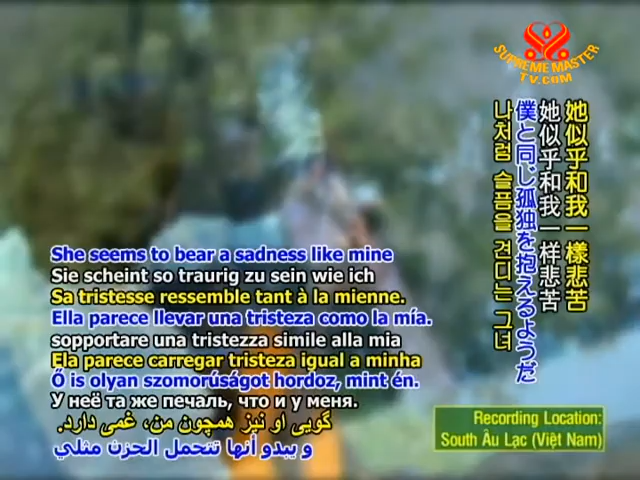 SUPREME MASTER
TV.COM
她似乎和我一樣悲苦
她似乎和我一样悲苦
僕と同じ孤独を抱えるようだ
나처럼 슬픔을 견디는 그녀
She seems to bear a sadness like mine
Sie scheint so traurig zu sein wie ich
Sa tristesse ressemble tant à la mienne.
Ella parece llevar una tristeza como la mía.
sopportare una tristezza simile alla mia
Ela parece carregar tristeza igual a minha
Ő is olyan szomorúságot hordoz, mint én.
У неё та же печаль, что и у меня.
گویی او نیز همچون من، غمی دارد.
و يبدو أنها تتحمل الحزن مثلي
Recording Location:
South Âu Lạc (Việt Nam)